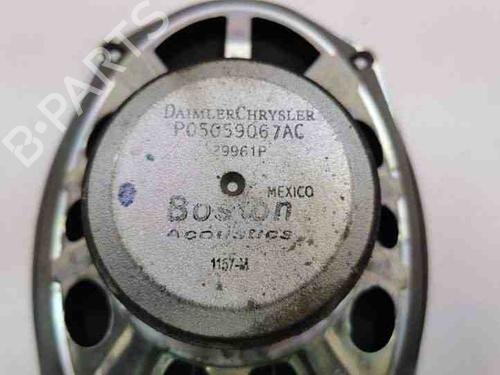 DAIMLERCHRYSLER
P05059067AC
29961P
MEXICO
Boston
Acoustics
1157-M
B-PARTS